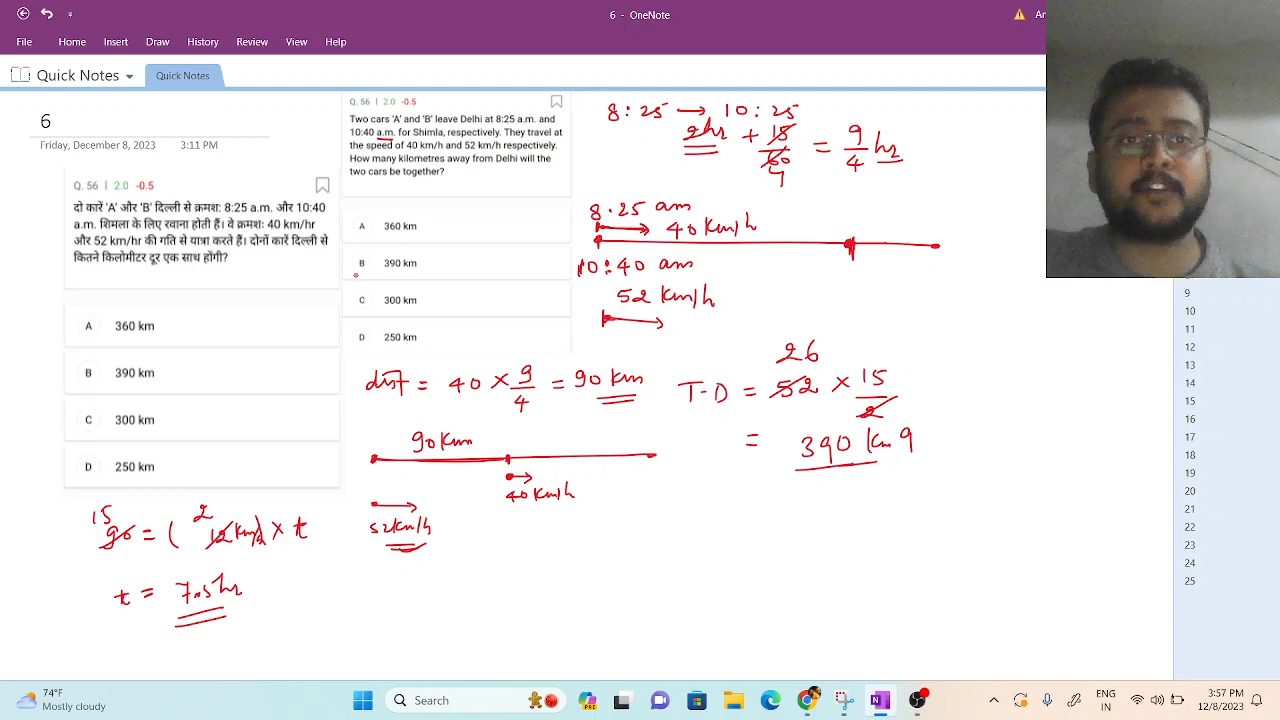 6 - OneNote
File Home Insert Draw History Review View Help
Quick Notes Quick Notes
6
Friday, December 8, 2023 3:11 PM
Q. 56 | 2.0 -0.5
दो कारें 'A' और 'B' दिल्ली से क्रमश: 8:25 a.m. और 10:40
a.m. शिमला के लिए रवाना होती हैं। वे क्रमश: 40 km/hr
और 52 km/hr की गति से यात्रा करते हैं। दोनों कारें दिल्ली से
कितने किलोमीटर दूर एक साथ होंगी?
A 360 km
B 390 km
C 300 km
D 250 km
Q. 56 | 2.0 -0.5
Two cars 'A' and 'B' leave Delhi at 8:25 a.m. and
10:40 a.m. for Shimla, respectively. They travel at
the speed of 40 km/h and 52 km/h respectively.
How many kilometres away from Delhi will the
two cars be together?
A 360 km
B 390 km
C 300 km
D 250 km
8:25 → 10:25
2hr + 15/60 = 9/4 hr
4
8.25 am
40 Km/h
10:40 am
52 Km/h
dist = 40 × 9/4 = 90 km
90 Km
40 Km/h
52 Km/h
26
T-D = 52 × 15/2
= 390 Km
15 2
90 = (12 km/h) × t
t = 7.5 hr
9
10
11
12
13
14
15
16
17
18
19
20
21
22
23
24
25
74°F
Mostly cloudy
Search
ENG
IN
3:57 PM
12/8/2023